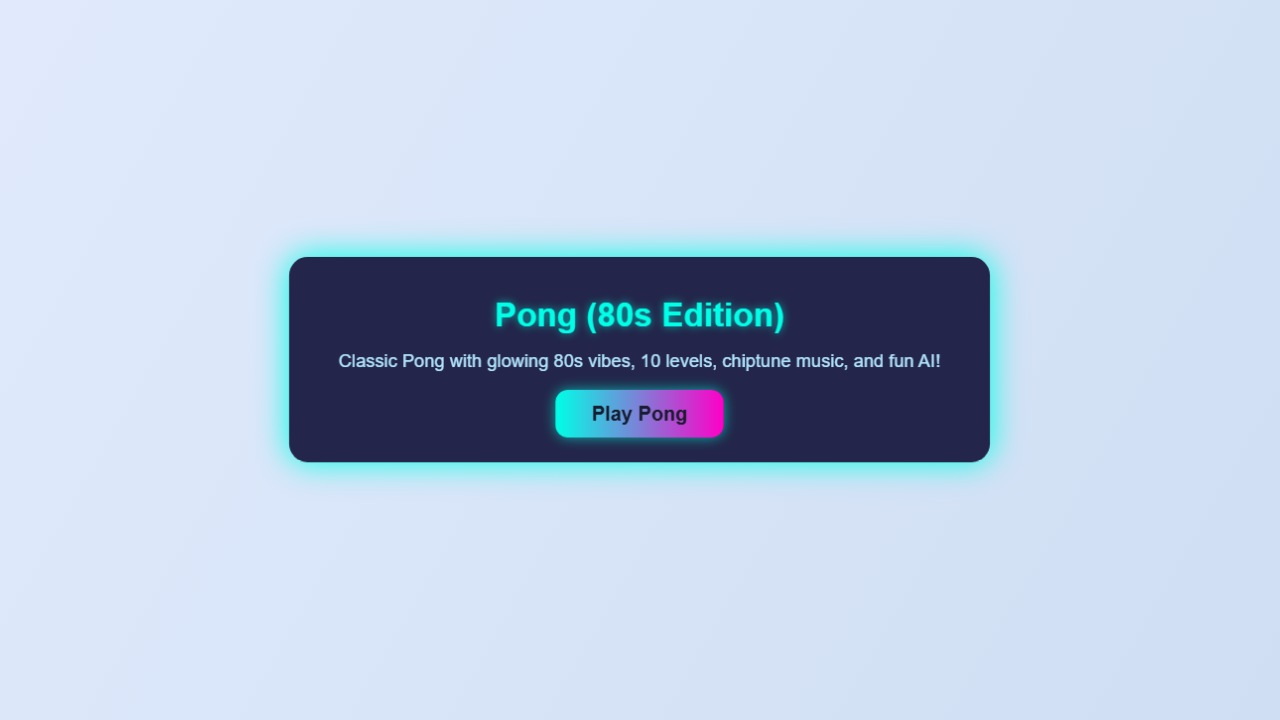 Pong (80s Edition)
Classic Pong with glowing 80s vibes, 10 levels, chiptune music, and fun AI!
Play Pong